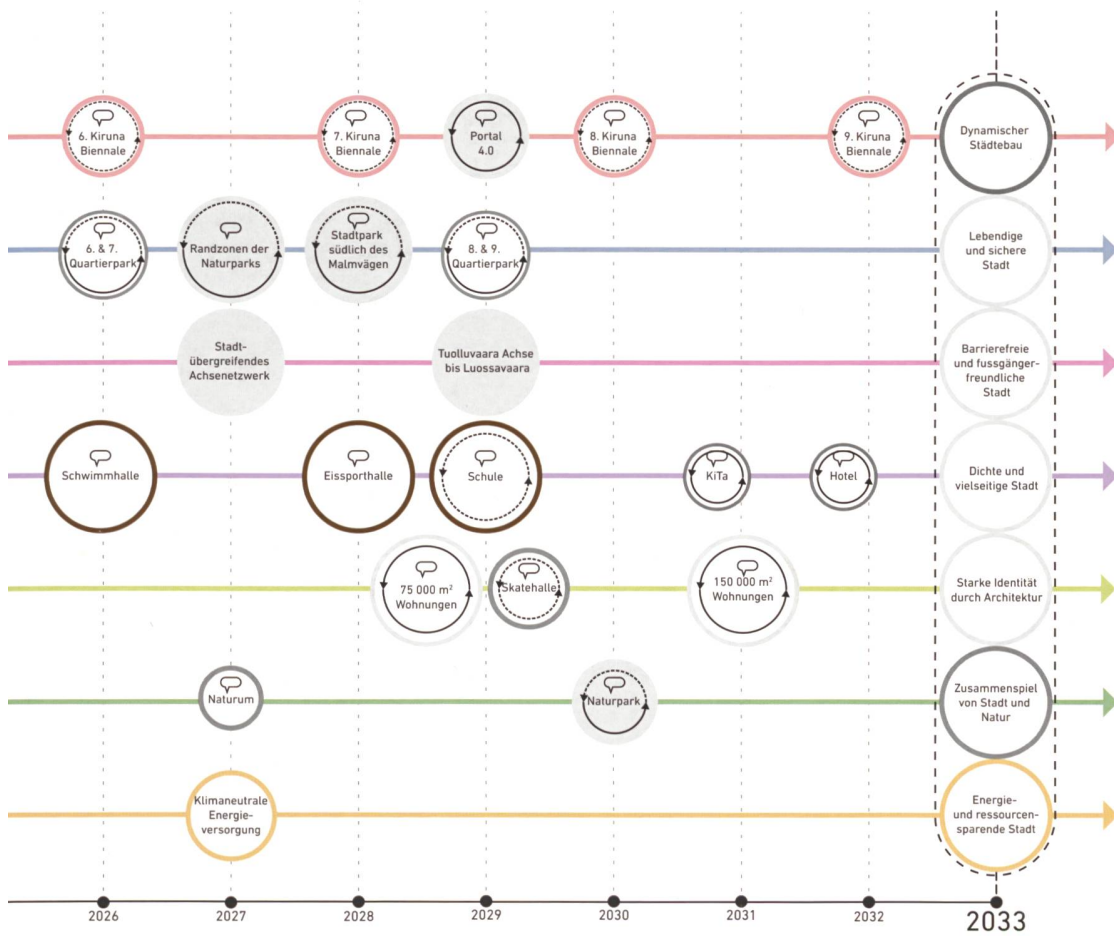 6. Kiruna
Biennale
7. Kiruna
Biennale
Portal
4.0
8. Kiruna
Biennale
9. Kiruna
Biennale
Dynamischer
Städtebau
6. & 7.
Quartierpark
Randzonen der
Naturparks
Stadtpark
südlich des
Malmvägen
8. & 9.
Quartierpark
Lebendige
und sichere
Stadt
Stadt-
übergreifendes
Achsenetzwerk
Tuolluvaara Achse
bis Luossavaara
Barrierefreie
und fussgänger-
freundliche
Stadt
Schwimmhalle
Eissporthalle
Schule
KiTa
Hotel
Dichte und
vielseitige Stadt
75 000 m²
Wohnungen
Skatehalle
150 000 m²
Wohnungen
Starke Identität
durch Architektur
Naturum
Naturpark
Zusammenspiel
von Stadt und
Natur
Klimaneutrale
Energie-
versorgung
Energie-
und ressourcen-
sparende Stadt
2026
2027
2028
2029
2030
2031
2032
2033